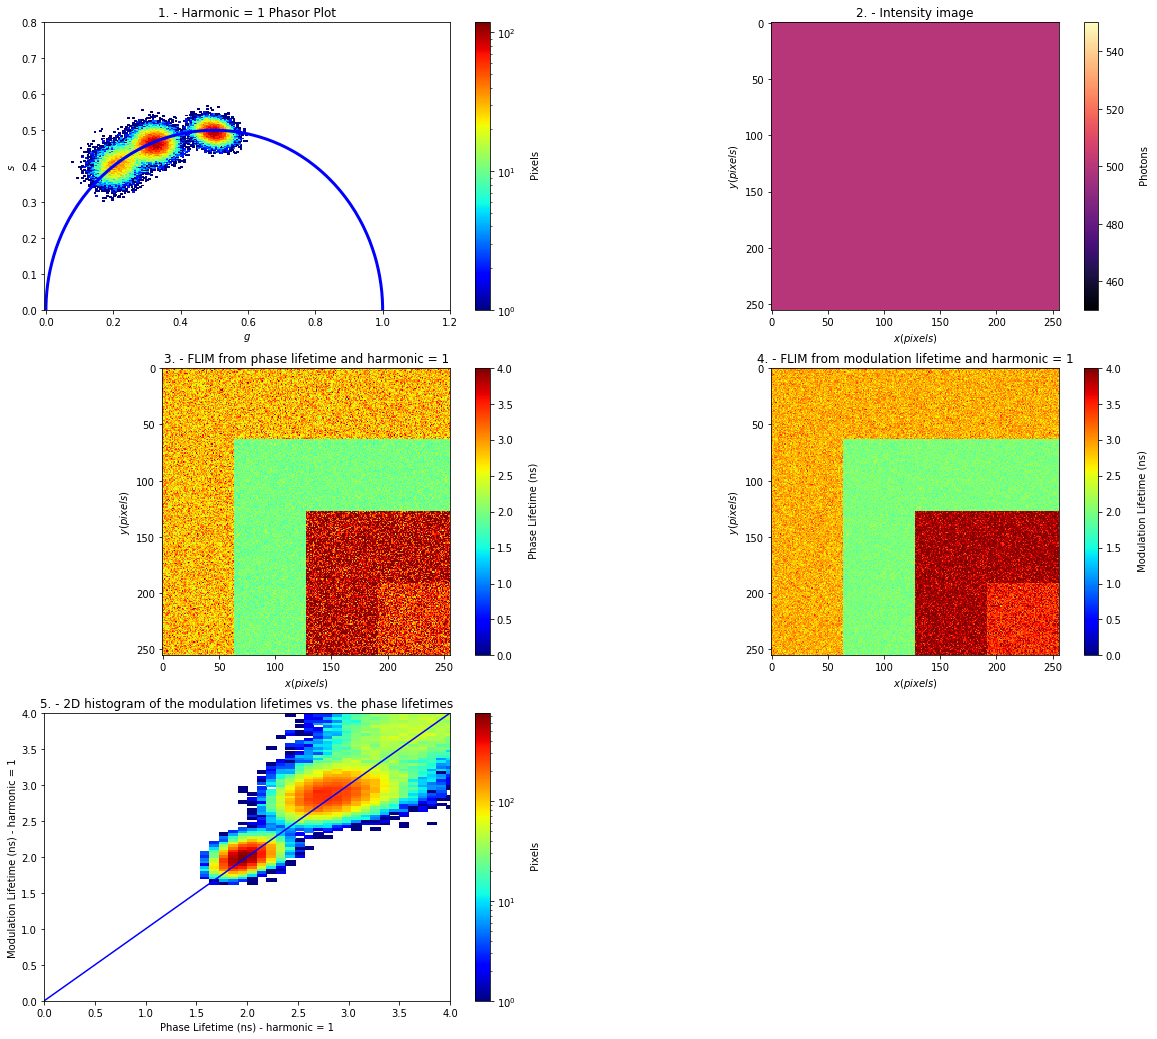 1. - Harmonic = 1 Phasor Plot
0.8
0.7
0.6
0.5
0.4
0.3
0.2
0.1
0.0
s
0.0 0.2 0.4 0.6 0.8 1.0 1.2
g
10²
10¹
10⁰
Pixels
2. - Intensity image
0
50
100
150
200
250
y(pixels)
0 50 100 150 200 250
x(pixels)
540
520
500
480
460
Photons
3. - FLIM from phase lifetime and harmonic = 1
0
50
100
150
200
250
y(pixels)
0 50 100 150 200 250
x(pixels)
4.0
3.5
3.0
2.5
2.0
1.5
1.0
0.5
0.0
Phase Lifetime (ns)
4. - FLIM from modulation lifetime and harmonic = 1
0
50
100
150
200
250
y(pixels)
0 50 100 150 200 250
x(pixels)
4.0
3.5
3.0
2.5
2.0
1.5
1.0
0.5
0.0
Modulation Lifetime (ns)
5. - 2D histogram of the modulation lifetimes vs. the phase lifetimes
4.0
3.5
3.0
2.5
2.0
1.5
1.0
0.5
0.0
Modulation Lifetime (ns) - harmonic = 1
0.0 0.5 1.0 1.5 2.0 2.5 3.0 3.5 4.0
Phase Lifetime (ns) - harmonic = 1
10²
10¹
10⁰
Pixels